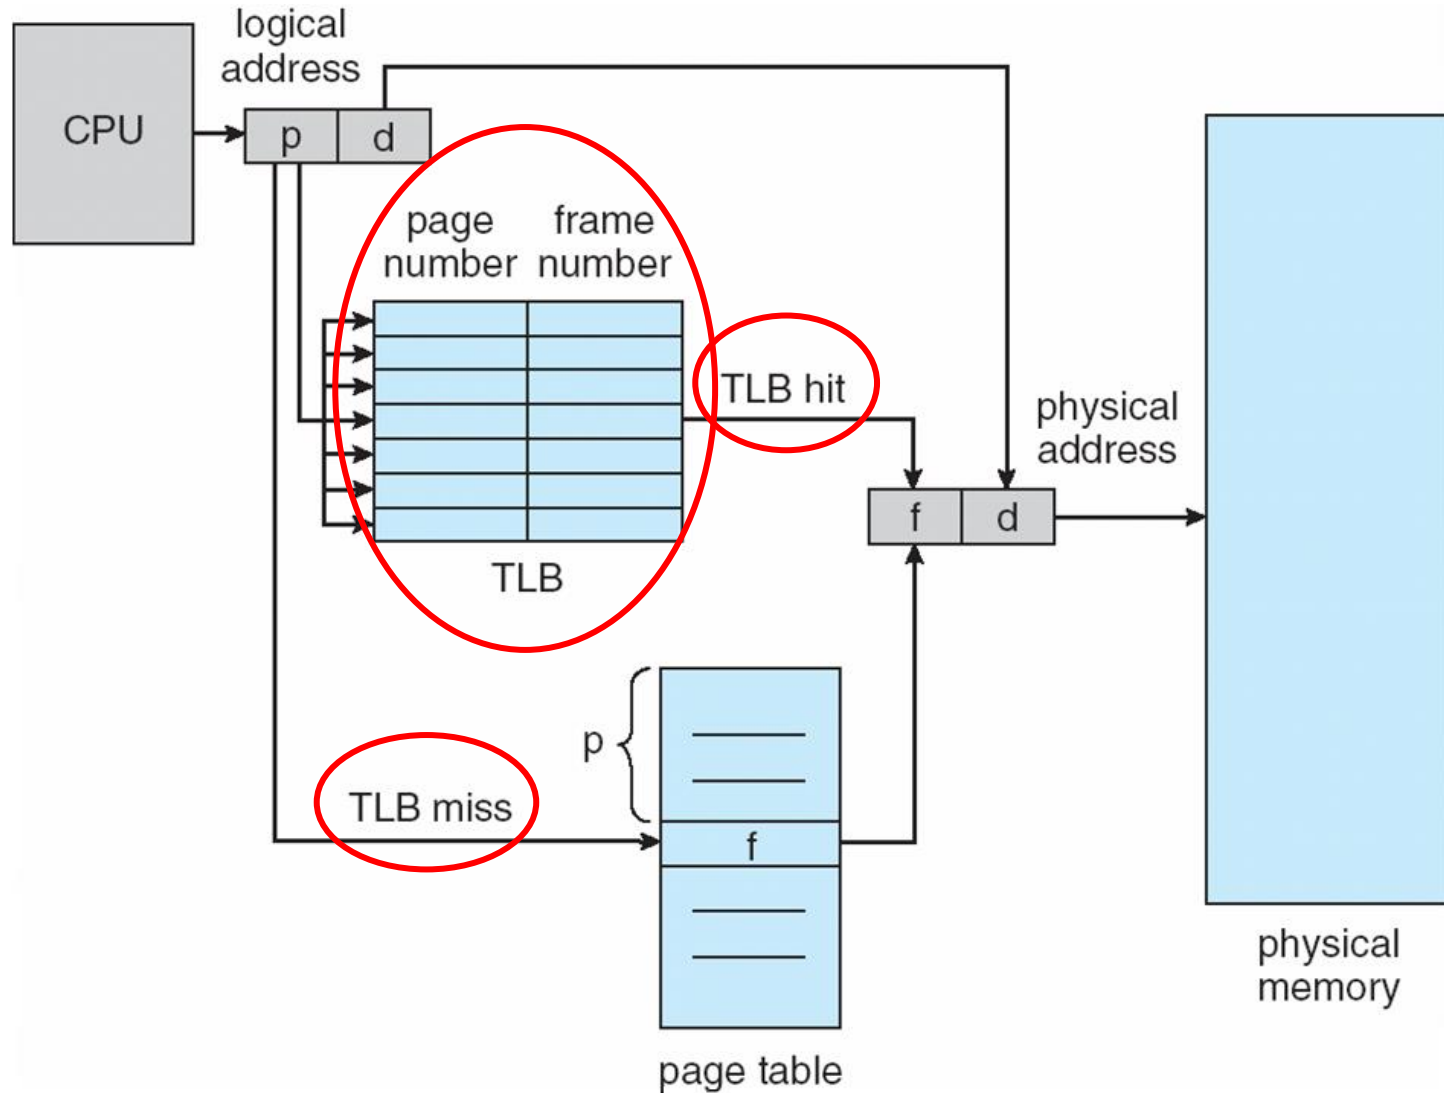 logical
address
CPU
p
d
page
number
frame
number
TLB hit
TLB
physical
address
f
d
p
TLB miss
f
physical
memory
page table